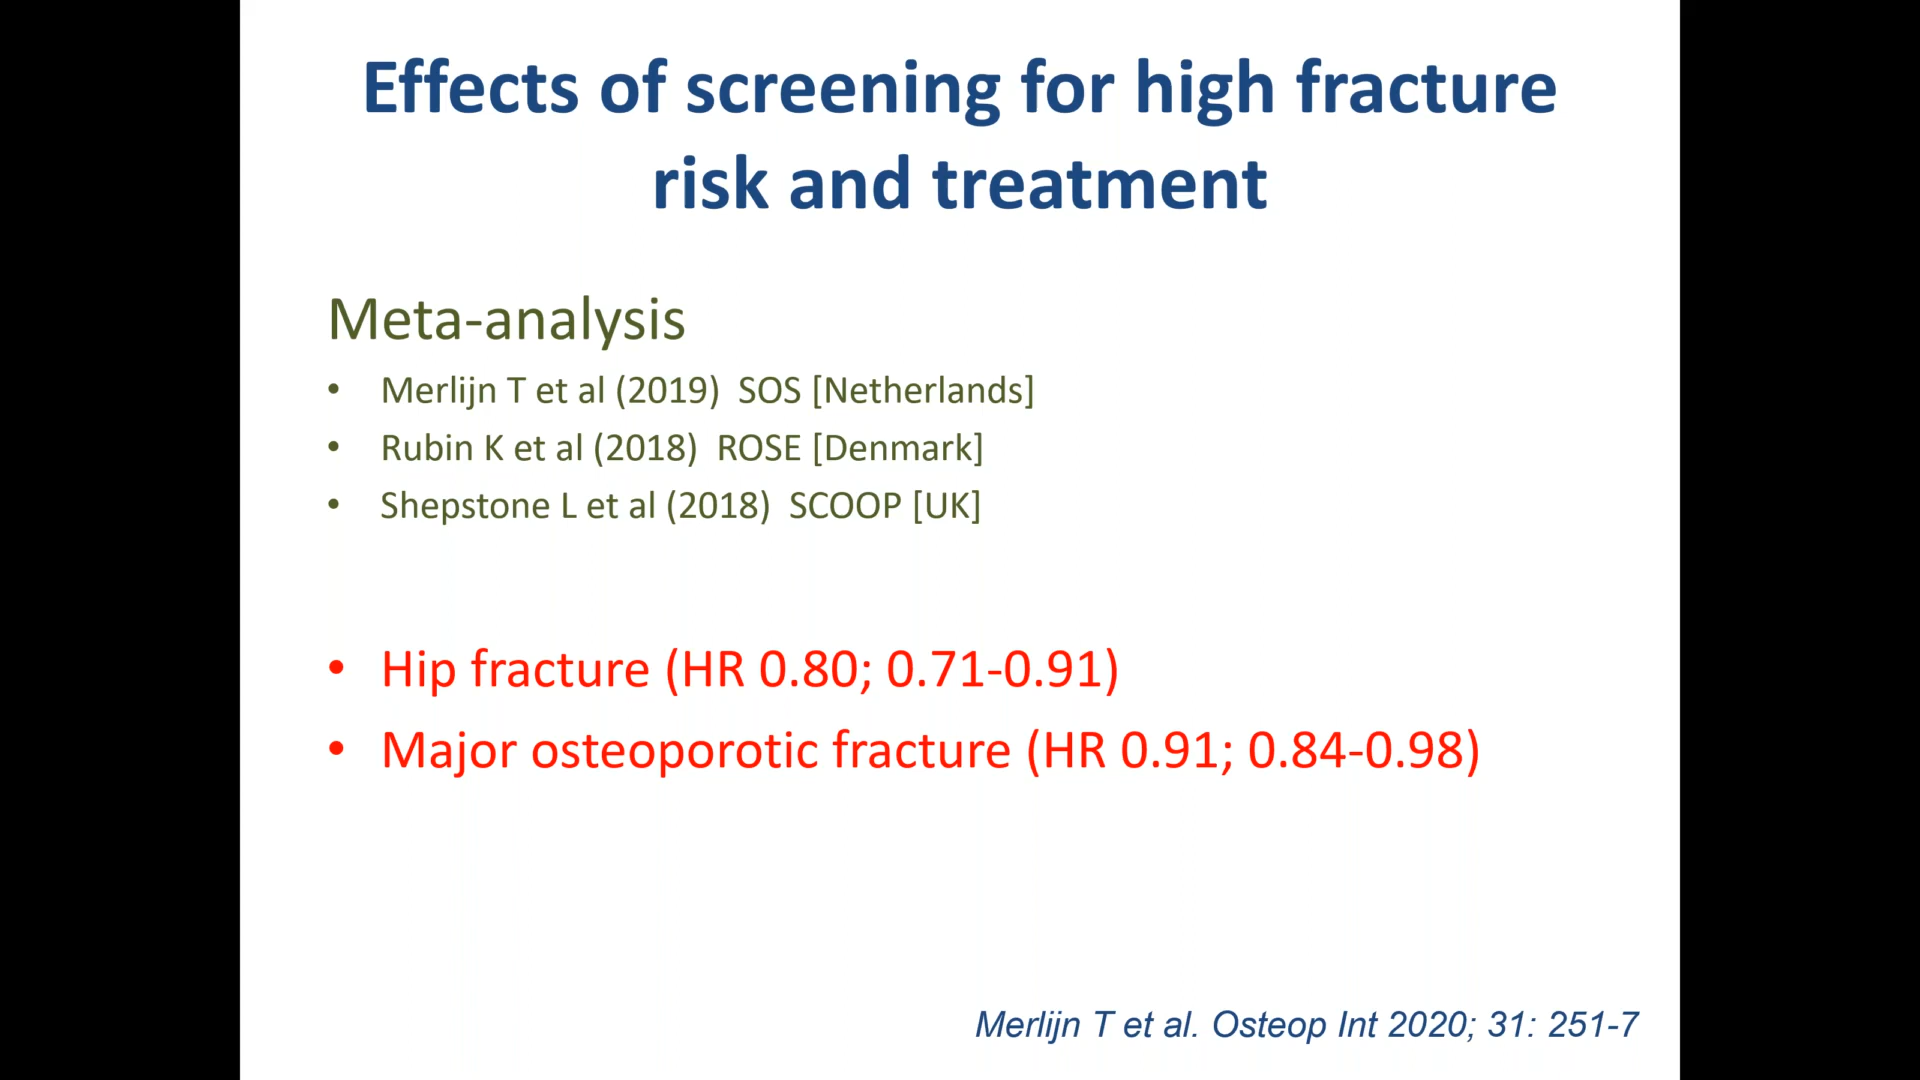 Effects of screening for high fracture
risk and treatment
Meta-analysis
• Merlijn T et al (2019)  SOS [Netherlands]
• Rubin K et al (2018)  ROSE [Denmark]
• Shepstone L et al (2018)  SCOOP [UK]
• Hip fracture (HR 0.80; 0.71-0.91)
• Major osteoporotic fracture (HR 0.91; 0.84-0.98)
Merlijn T et al. Osteop Int 2020; 31: 251-7